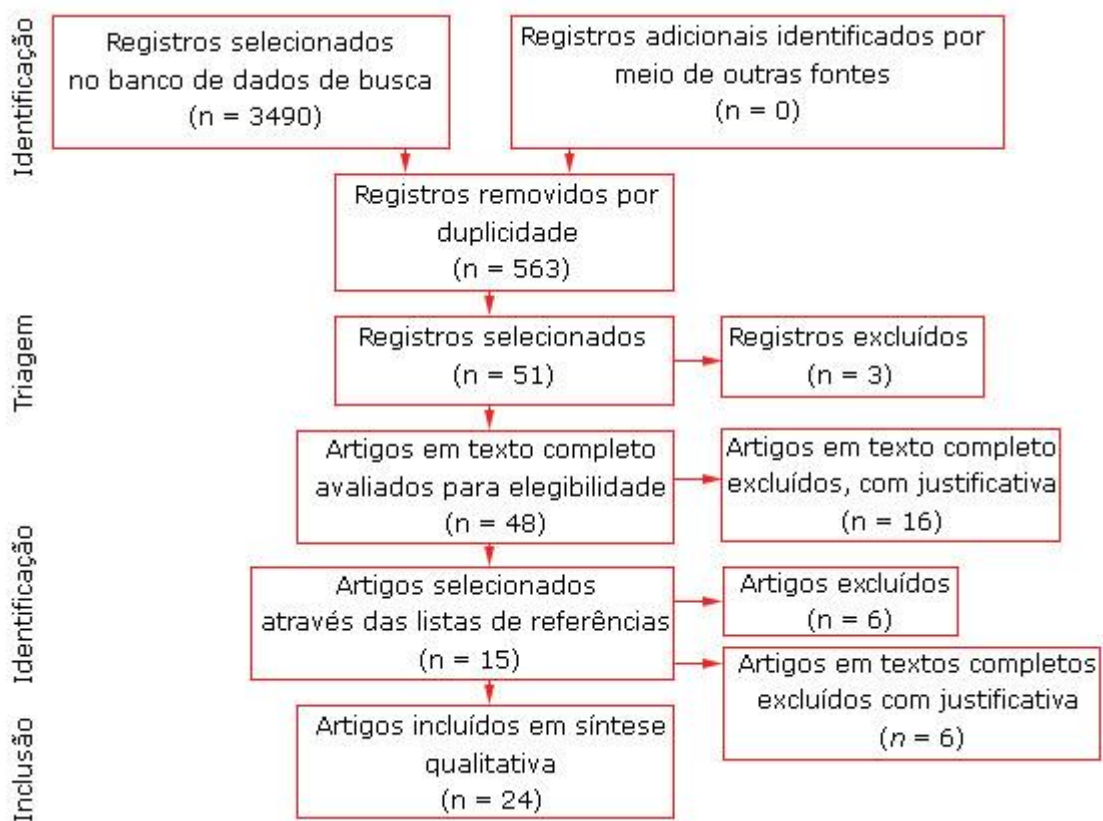 Identificação
Registros selecionados
no banco de dados de busca
(n = 3490)
Registros adicionais identificados por
meio de outras fontes
(n = 0)
Registros removidos por
duplicidade
(n = 563)
Triagem
Registros selecionados
(n = 51)
Registros excluídos
(n = 3)
Artigos em texto completo
avaliados para elegibilidade
(n = 48)
Artigos em texto completo
excluídos, com justificativa
(n = 16)
Identificação
Artigos selecionados
através das listas de referências
(n = 15)
Artigos excluídos
(n = 6)
Artigos em textos completos
excluídos com justificativa
(n = 6)
Inclusão
Artigos incluídos em síntese
qualitativa
(n = 24)